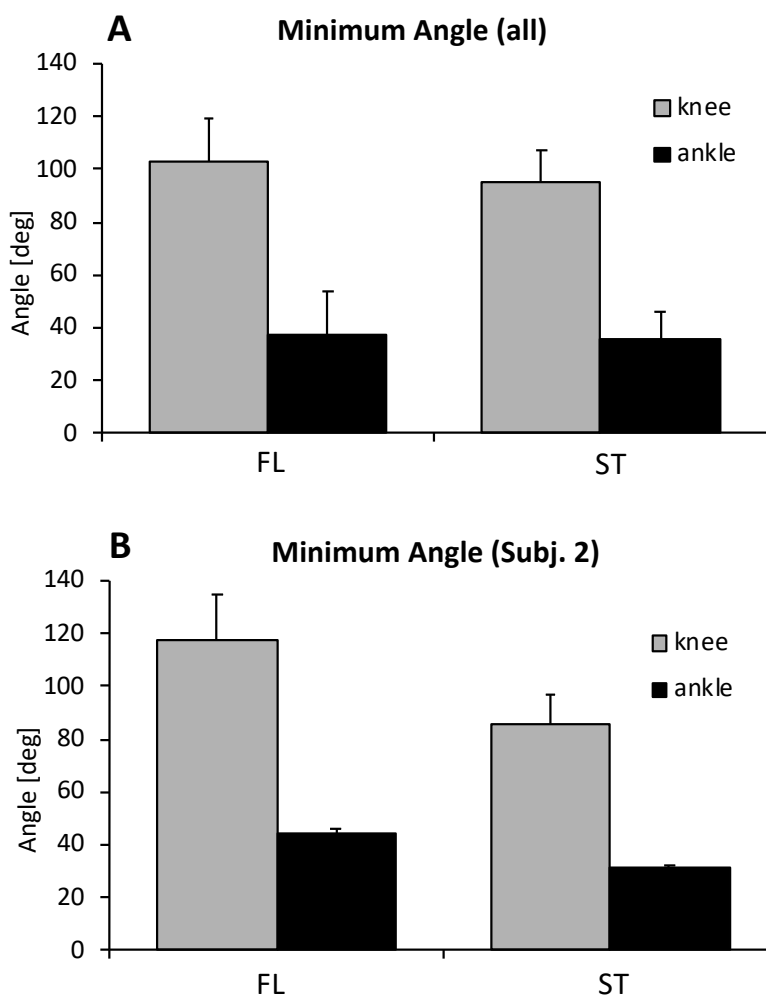 A
Minimum Angle (all)
140
120
100
80
60
40
20
0
Angle [deg]
knee
ankle
FL
ST
B
Minimum Angle (Subj. 2)
140
120
100
80
60
40
20
0
Angle [deg]
knee
ankle
FL
ST